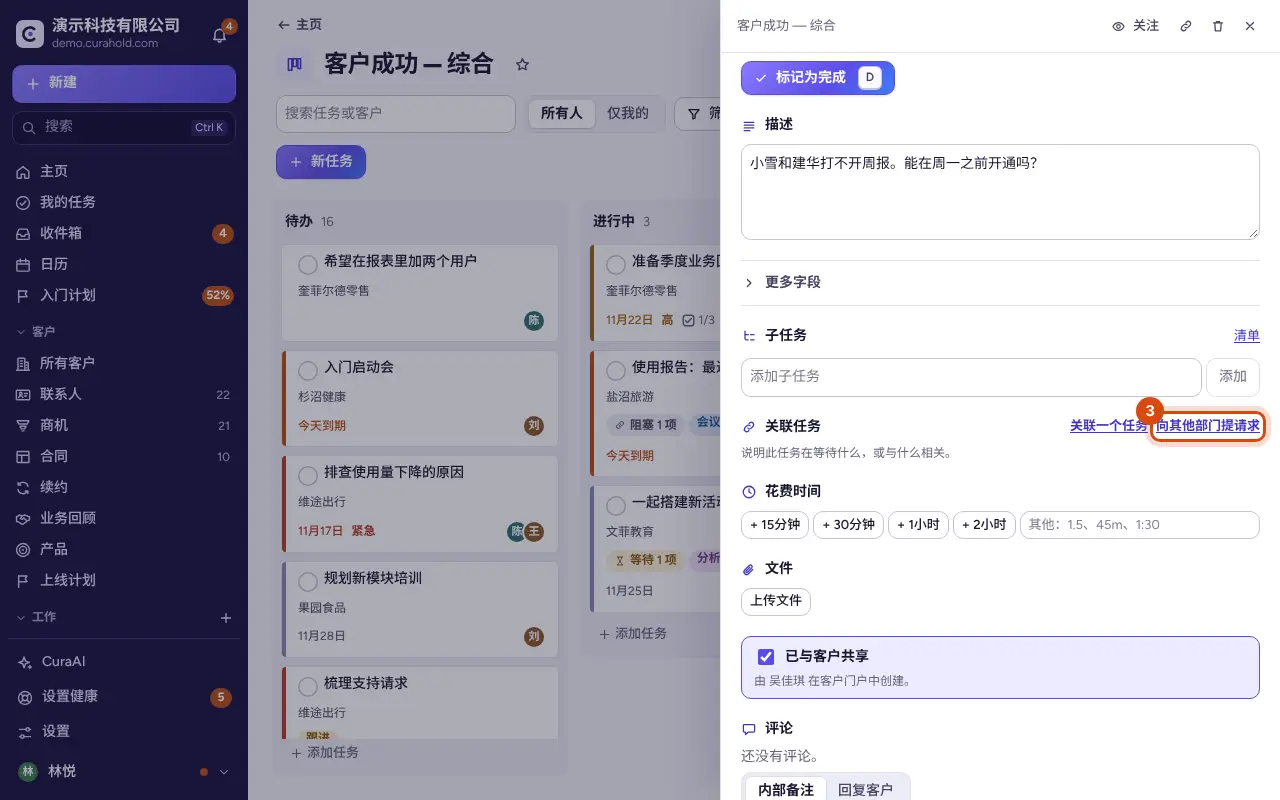 演示科技有限公司
demo.curahold.com
4
新建
搜索
Ctrl K
主页
我的任务
收件箱
4
日历
入门计划
52%
客户
所有客户
联系人
22
商机
21
合同
10
续约
业务回顾
产品
上线计划
工作
CuraAI
设置健康
5
设置
林
林悦
主页
客户成功 — 综合
搜索任务或客户
所有人
仅我的
新任务
待办 16
希望在报表里加两个用户
奎菲尔德零售
陈
入门启动会
杉沼健康
今天到期
刘
排查使用量下降的原因
维途出行
11月17日 紧急
陈
王
规划新模块培训
果园食品
11月28日
刘
梳理支持请求
维途出行
跟进
添加任务
进行中 3
准备季度业务
奎菲尔德零售
11月22日 高 1/3
使用报告：最
盐沼旅游
阻塞 1 项
会议
今天到期
一起搭建新活
文菲教育
等待 1 项
分析
11月25日
添加任务
客户成功 — 综合
关注
标记为完成 D
描述
小雪和建华打不开周报。能在周一之前开通吗?
更多字段
子任务
清单
添加子任务
添加
关联任务
关联一个任务
3
向其他部门提请求
说明此任务在等待什么，或与什么相关。
花费时间
+ 15分钟
+ 30分钟
+ 1小时
+ 2小时
其他：1.5、45m、1:30
文件
上传文件
已与客户共享
由 吴佳琪 在客户门户中创建。
评论
还没有评论。
内部备注
回复客户